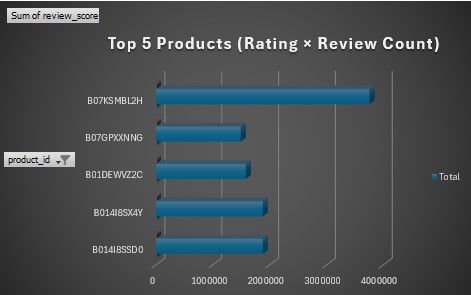 Sum of review_score
Top 5 Products (Rating × Review Count)
B07KSMBL2H
B07GPXXNNG
product_id
B01DEWVZ2C
Total
B014I8SX4Y
B014I8SSD0
0 1000000 2000000 3000000 4000000